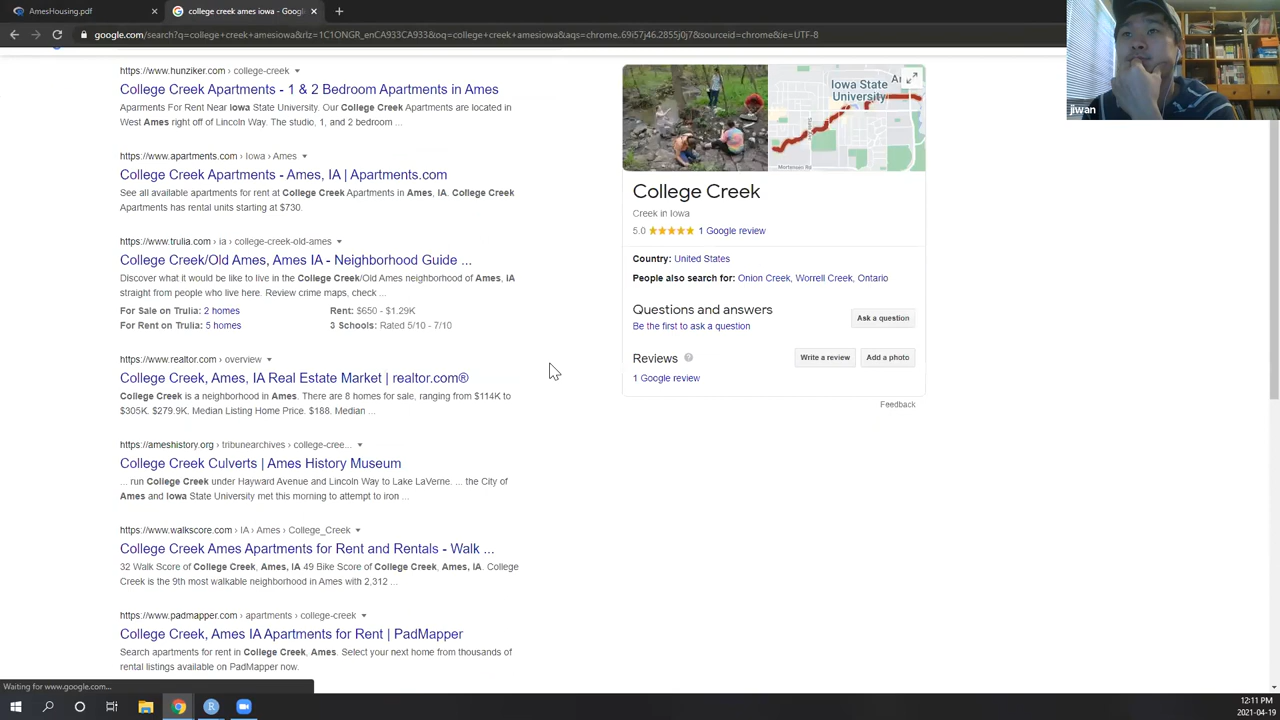 AmesHousing.pdf
college creek ames iowa - Goog
google.com/search?q=college+creek+amesiowa&rlz=1C1ONGR_enCA933CA933&oq=college+creek+amesiowa&aqs=chrome..69i57j46.2855j0j7&sourceid=chrome&ie=UTF-8
jiwan
https://www.hunziker.com › college-creek
College Creek Apartments - 1 & 2 Bedroom Apartments in Ames
Aparments For Rent Near Iowa State University. Our College Creek Apartments are located in
West Ames right off of Lincoln Way. The studio, 1, and 2 bedroom ...
https://www.apartments.com › Iowa › Ames
College Creek Apartments - Ames, IA | Apartments.com
See all available apartments for rent at College Creek Apartments in Ames, IA. College Creek
Apartments has rental units starting at $730.
https://www.trulia.com › ia › college-creek-old-ames
College Creek/Old Ames, Ames IA - Neighborhood Guide ...
Discover what it would be like to live in the College Creek/Old Ames neighborhood of Ames, IA
straight from people who live here. Review crime maps, check ...
For Sale on Trulia: 2 homes Rent: $650 - $1.29K
For Rent on Trulia: 5 homes 3 Schools: Rated 5/10 - 7/10
https://www.realtor.com › overview
College Creek, Ames, IA Real Estate Market | realtor.com®
College Creek is a neighborhood in Ames. There are 8 homes for sale, ranging from $114K to
$305K. $279.9K. Median Listing Home Price. $188. Median ...
https://ameshistory.org › tribunearchives › college-cree...
College Creek Culverts | Ames History Museum
... run College Creek under Hayward Avenue and Lincoln Way to Lake LaVerne. ... the City of
Ames and Iowa State University met this morning to attempt to iron ...
https://www.walkscore.com › IA › Ames › College_Creek
College Creek Ames Apartments for Rent and Rentals - Walk ...
32 Walk Score of College Creek, Ames, IA 49 Bike Score of College Creek, Ames, IA. College
Creek is the 9th most walkable neighborhood in Ames with 2,312 ...
https://www.padmapper.com › apartments › college-creek
College Creek, Ames IA Apartments for Rent | PadMapper
Search apartments for rent in College Creek, Ames. Select your next home from thousands of
rental listings available on PadMapper now.
Iowa State
University
Mortensen Rd
College Creek
Creek in Iowa
5.0 ★★★★★ 1 Google review
Country: United States
People also search for: Onion Creek, Worrell Creek, Ontario
Questions and answers
Be the first to ask a question
Ask a question
Reviews
Write a review
Add a photo
1 Google review
Feedback
Waiting for www.google.com...
12:11 PM
2021-04-19